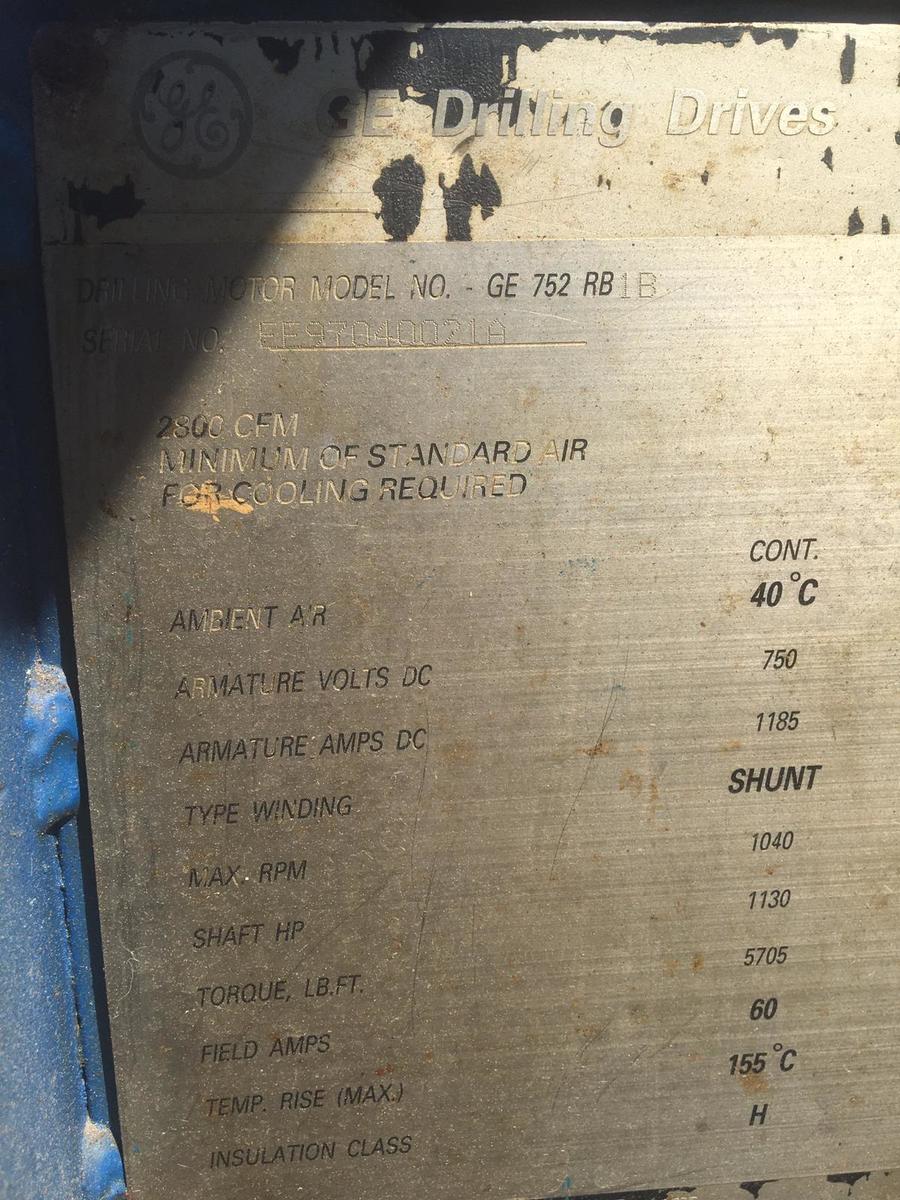 GE GE Drilling Drives
DRILLING MOTOR MODEL NO. - GE 752 RB1B
SERIAL NO. EE97040021A
2800 CFM
MINIMUM OF STANDARD AIR
FOR COOLING REQUIRED
CONT.
AMBIENT AIR 40°C
ARMATURE VOLTS DC 750
ARMATURE AMPS DC 1185
TYPE WINDING SHUNT
MAX. RPM 1040
SHAFT HP 1130
TORQUE, LB.FT. 5705
FIELD AMPS 60
TEMP. RISE (MAX.) 155°C
INSULATION CLASS H